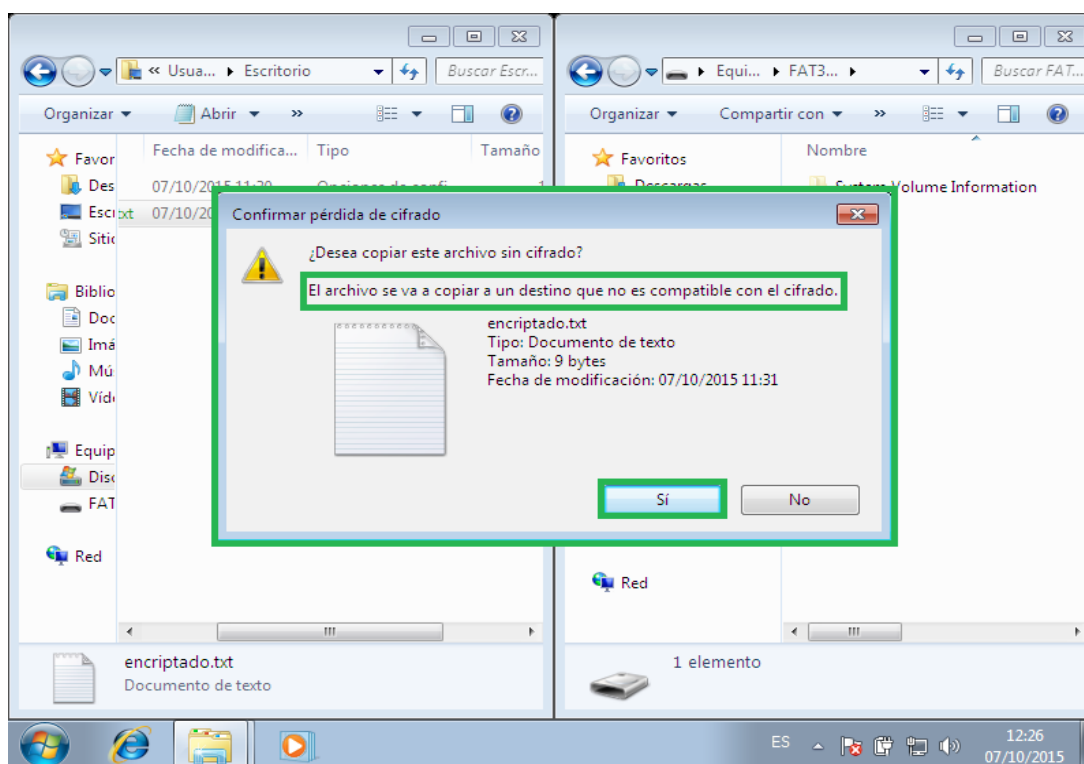 « Usua... ▸ Escritorio
Buscar Escr...
Organizar
Abrir
»
Favor
Des
Escr
Sitic
Biblio
Doc
Imá
Mú
Equip
Disc
FAT
Red
Fecha de modifica...
Tipo
Tamaño
07/10/2015 11:30
txt
07/10/20
encriptado.txt
Documento de texto
▸ Equi... ▸ FAT3... ▸
Buscar FAT...
Organizar
Compartir con
»
Favoritos
Descargas
Red
Nombre
System Volume Information
1 elemento
Confirmar pérdida de cifrado
¿Desea copiar este archivo sin cifrado?
El archivo se va a copiar a un destino que no es compatible con el cifrado.
encriptado.txt
Tipo: Documento de texto
Tamaño: 9 bytes
Fecha de modificación: 07/10/2015 11:31
Sí
No
ES
12:26
07/10/2015